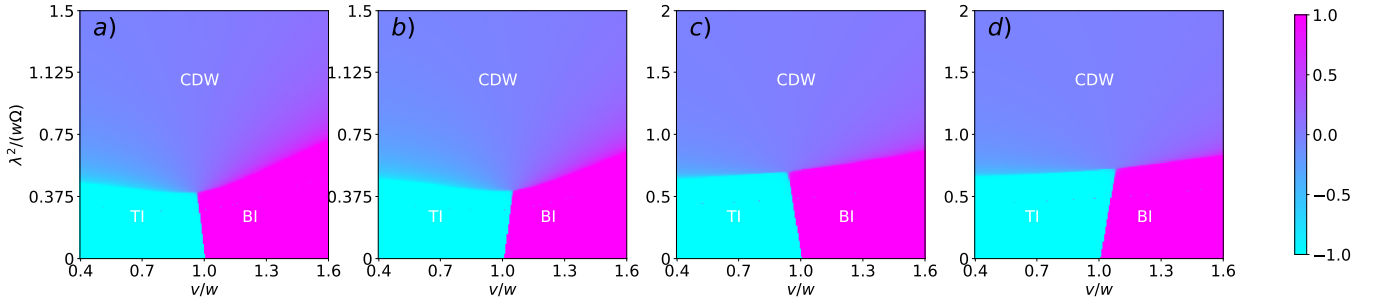 a) b) c) d)
1.5 1.5 2 2 1.0
CDW CDW CDW CDW
1.125 1.125 1.5 1.5 0.5
λ²/(wΩ)
0.75 0.75 1.0 1.0 0.0
0.375 0.375 0.5 0.5 −0.5
TI BI TI BI TI BI TI BI
0 0 0 0 −1.0
0.4 0.7 1.0 1.3 1.6 0.4 0.7 1.0 1.3 1.6 0.4 0.7 1.0 1.3 1.6 0.4 0.7 1.0 1.3 1.6
v/w v/w v/w v/w